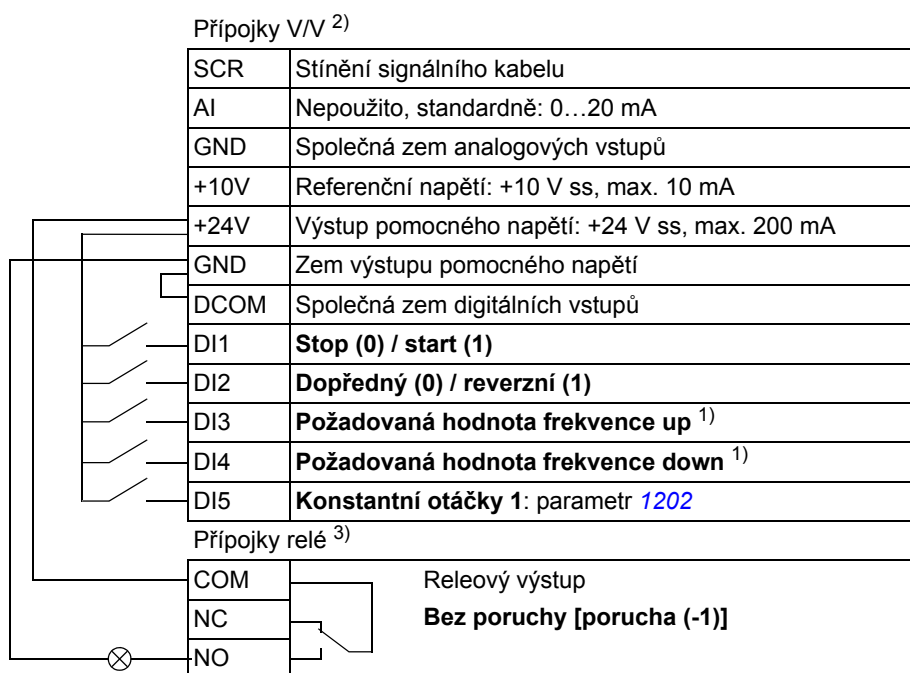 Přípojky V/V 2)
SCR Stínění signálního kabelu
AI Nepoužito, standardně: 0…20 mA
GND Společná zem analogových vstupů
+10V Referenční napětí: +10 V ss, max. 10 mA
+24V Výstup pomocného napětí: +24 V ss, max. 200 mA
GND Zem výstupu pomocného napětí
DCOM Společná zem digitálních vstupů
DI1 Stop (0) / start (1)
DI2 Dopředný (0) / reverzní (1)
DI3 Požadovaná hodnota frekvence up 1)
DI4 Požadovaná hodnota frekvence down 1)
DI5 Konstantní otáčky 1: parametr 1202
Přípojky relé 3)
COM Releový výstup
NC Bez poruchy [porucha (-1)]
NO